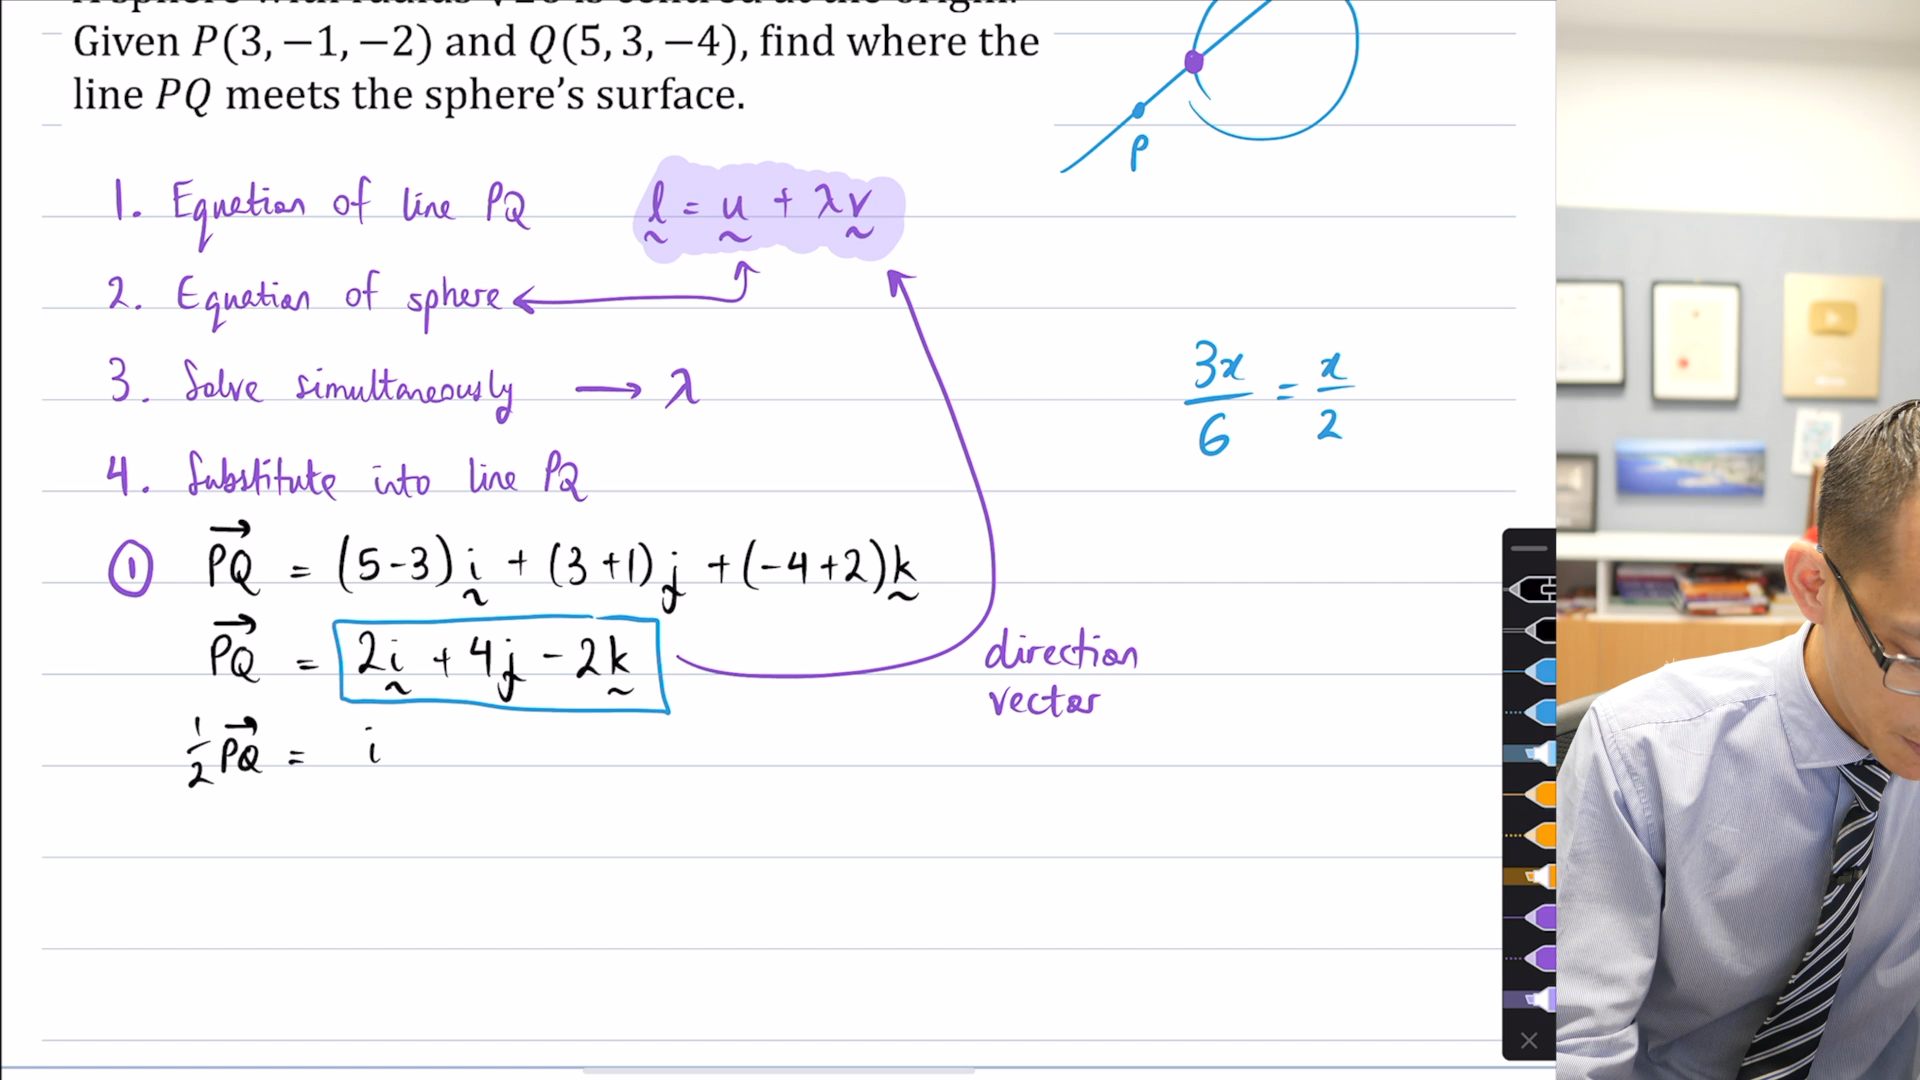 Given P(3, −1, −2) and Q(5, 3, −4), find where the
line PQ meets the sphere's surface.
P
1. Equation of line PQ l = u + λv
2. Equation of sphere
3. Solve simultaneously → λ
3x/6 = x/2
4. Substitute into line PQ
① PQ = (5-3)i + (3+1)j + (-4+2)k
PQ = 2i + 4j - 2k
direction
vector
1/2 PQ = i